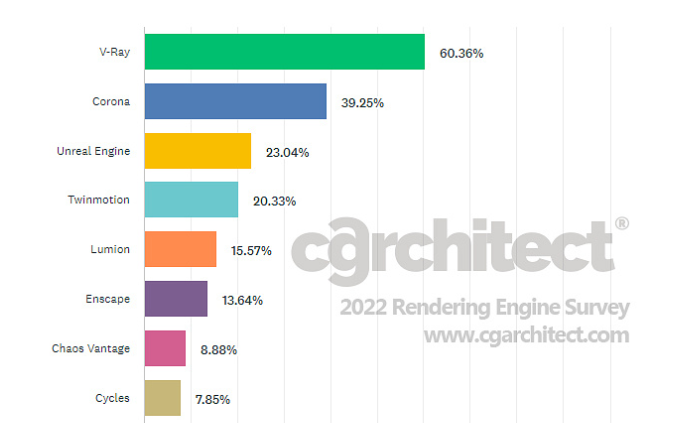 V-Ray 60.36%
Corona 39.25%
Unreal Engine 23.04%
Twinmotion 20.33%
Lumion 15.57%
Enscape 13.64%
Chaos Vantage 8.88%
Cycles 7.85%
cgarchitect®
2022 Rendering Engine Survey
www.cgarchitect.com